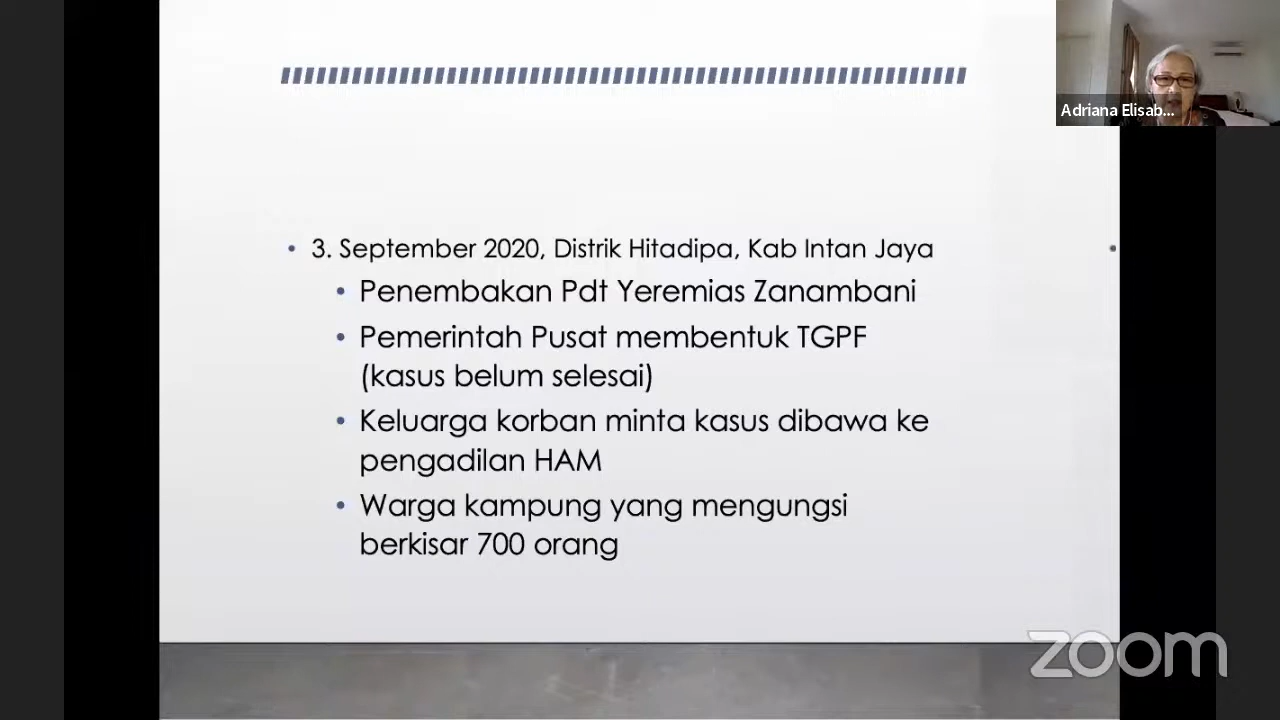 Adriana Elisab...
• 3. September 2020, Distrik Hitadipa, Kab Intan Jaya
• Penembakan Pdt Yeremias Zanambani
• Pemerintah Pusat membentuk TGPF
(kasus belum selesai)
• Keluarga korban minta kasus dibawa ke
pengadilan HAM
• Warga kampung yang mengungsi
berkisar 700 orang
zoom